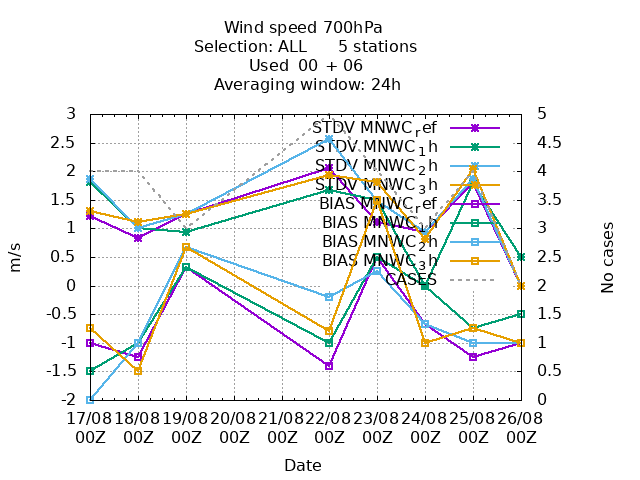 Wind speed 700hPa
Selection: ALL 5 stations
Used 00 + 06
Averaging window: 24h
3 5
2.5 4.5
2 4
1.5 3.5
1 3
0.5 2.5
0 2
-0.5 1.5
-1 1
-1.5 0.5
-2 0
m/s
No cases
STDV MNWC_ref
STDV MNWC_1h
STDV MNWC_2h
STDV MNWC_3h
BIAS MNWC_ref
BIAS MNWC_1h
BIAS MNWC_2h
BIAS MNWC_3h
CASES
17/08 18/08 19/08 20/08 21/08 22/08 23/08 24/08 25/08 26/08
00Z 00Z 00Z 00Z 00Z 00Z 00Z 00Z 00Z 00Z
Date